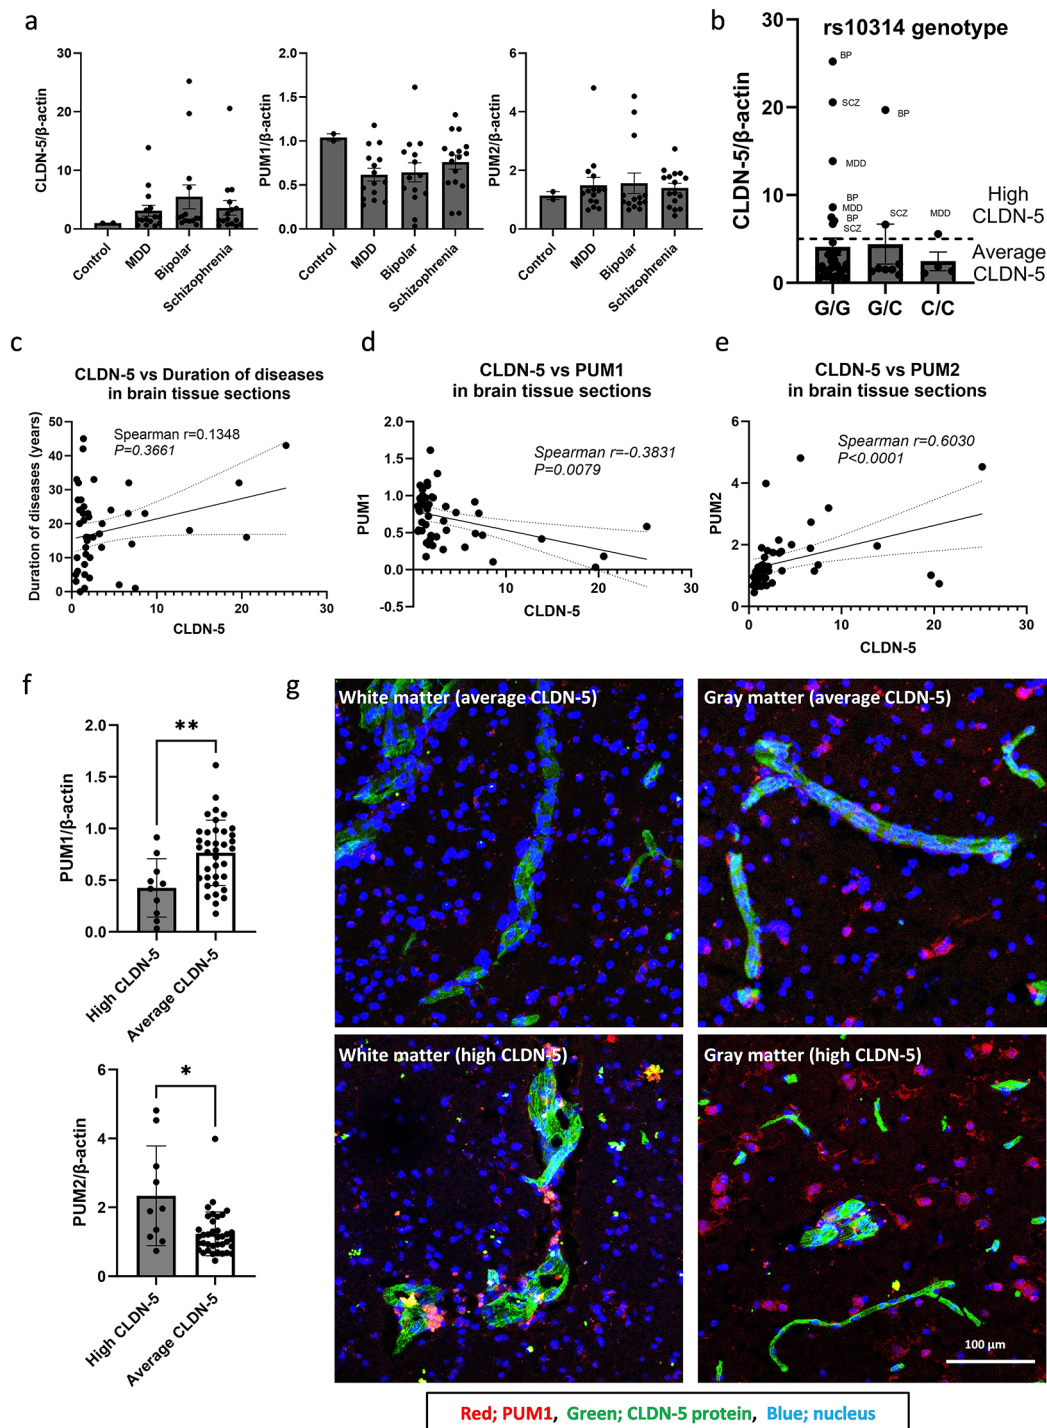 a
CLDN-5/β-actin
30
20
10
0
Control
MDD
Bipolar
Schizophrenia
PUM1/β-actin
2.0
1.5
1.0
0.5
0.0
Control
MDD
Bipolar
Schizophrenia
PUM2/β-actin
6
4
2
0
Control
MDD
Bipolar
Schizophrenia
b
rs10314 genotype
CLDN-5/β-actin
30
20
10
0
BP
SCZ
MDD
BP
MDD
BP
SCZ
BP
SCZ
MDD
High
CLDN-5
Average
CLDN-5
G/G
G/C
C/C
c
CLDN-5 vs Duration of diseases
in brain tissue sections
Duration of diseases (years)
50
40
30
20
10
0
Spearman r=0.1348
P=0.3661
0
10
20
30
CLDN-5
d
CLDN-5 vs PUM1
in brain tissue sections
PUM1
2.0
1.5
1.0
0.5
0.0
-0.5
Spearman r=-0.3831
P=0.0079
10
20
30
CLDN-5
e
CLDN-5 vs PUM2
in brain tissue sections
PUM2
6
4
2
0
Spearman r=0.6030
P<0.0001
0
10
20
30
CLDN-5
f
PUM1/β-actin
2.0
1.5
1.0
0.5
0.0
**
High CLDN-5
Average CLDN-5
PUM2/β-actin
6
4
2
0
*
High CLDN-5
Average CLDN-5
g
White matter (average CLDN-5)
Gray matter (average CLDN-5)
White matter (high CLDN-5)
Gray matter (high CLDN-5)
100 µm
Red; PUM1, Green; CLDN-5 protein, Blue; nucleus